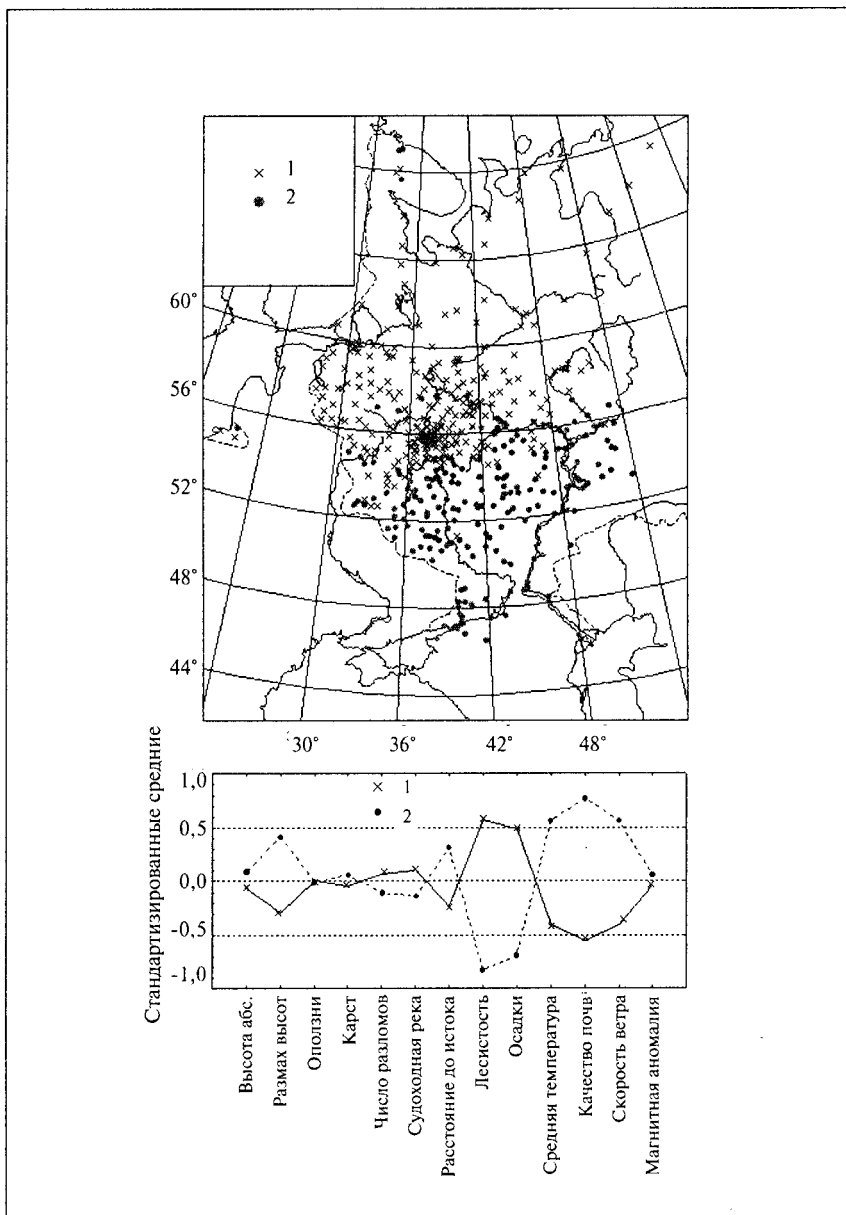 1
2
60°
56°
52°
48°
44°
30°
36°
42°
48°
Стандартизированные средние
1,0
0,5
0,0
-0,5
-1,0
1
2
Высота абс.
Размах высот
Оползни
Карст
Число разломов
Судоходная река
Расстояние до истока
Лесистость
Осадки
Средняя температура
Качество почв
Скорость ветра
Магнитная аномалия